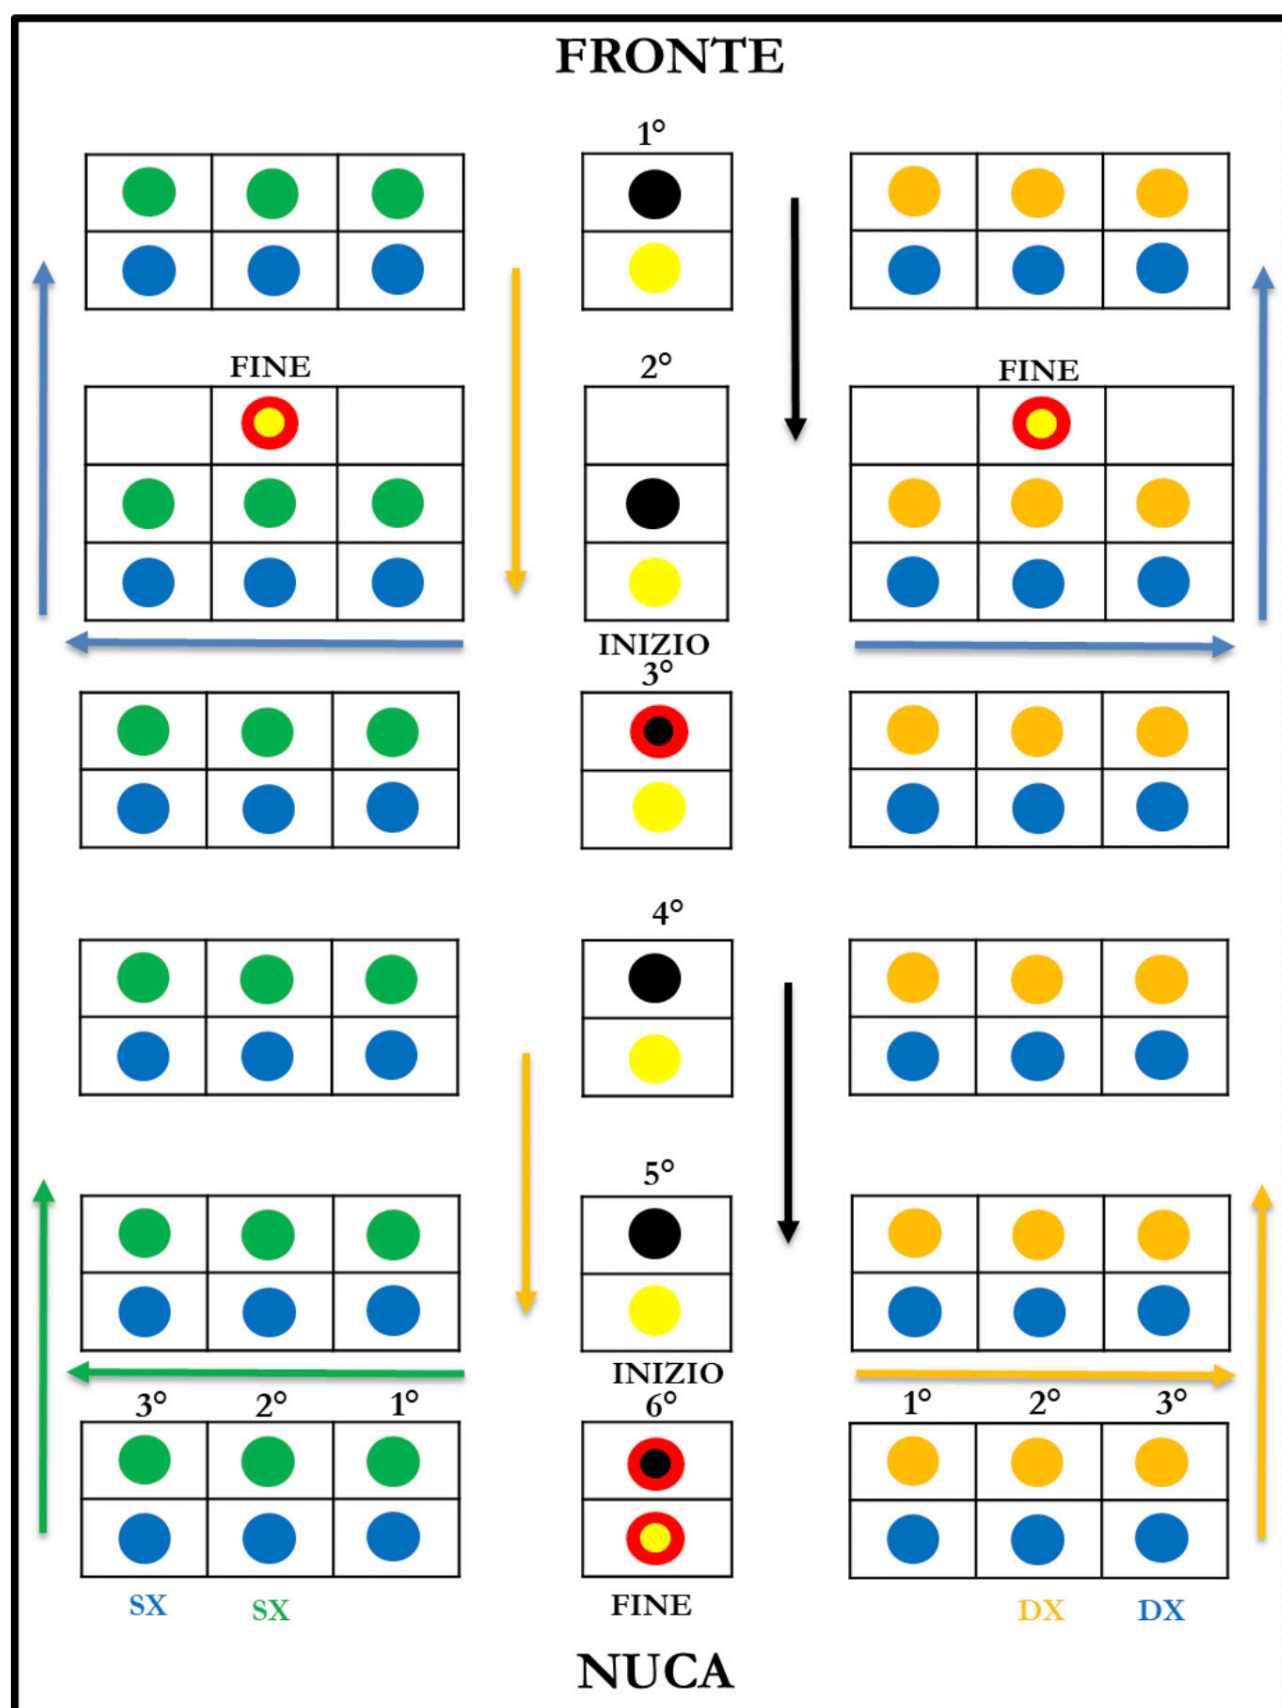 FRONTE
1°
FINE 2° FINE
INIZIO
3°
4°
5°
INIZIO
3° 2° 1° 6° 1° 2° 3°
SX SX FINE DX DX
NUCA